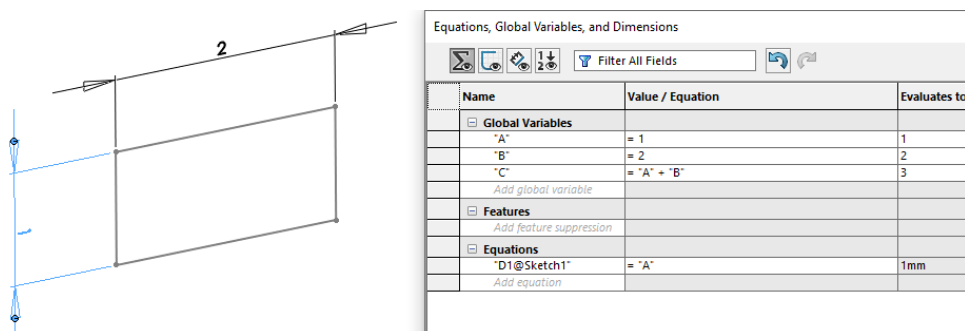 2
1
Equations, Global Variables, and Dimensions
Filter All Fields
Name Value / Equation Evaluates to
Global Variables
"A" = 1 1
"B" = 2 2
"C" = "A" + "B" 3
Add global variable
Features
Add feature suppression
Equations
"D1@Sketch1" = "A" 1mm
Add equation